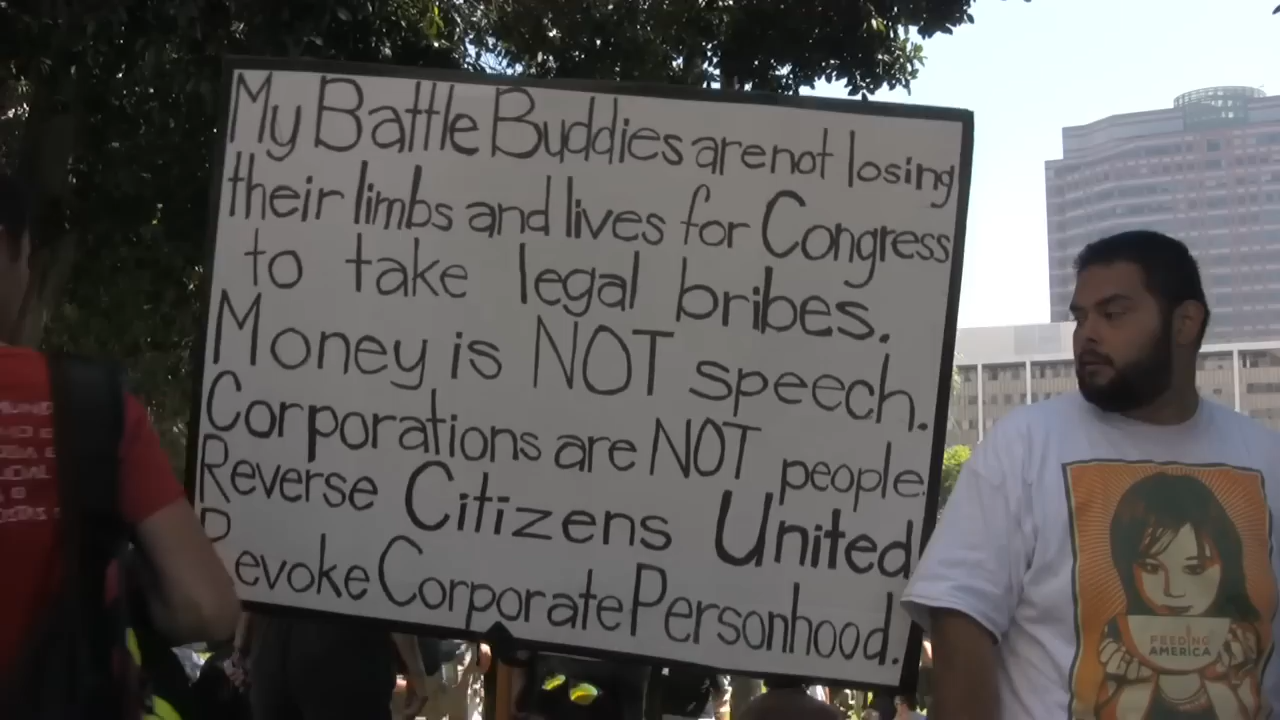 My Battle Buddies are not losing
their limbs and lives for Congress
to take legal bribes.
Money is NOT speech.
Corporations are NOT people.
Reverse Citizens United
Revoke Corporate Personhood.
FEEDING
AMERICA